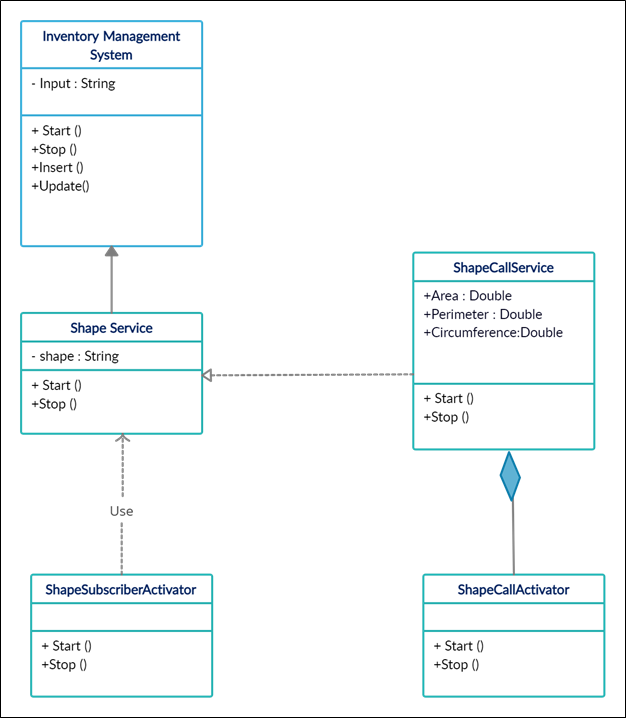 Inventory Management
System
- Input : String
+ Start ()
+Stop ()
+Insert ()
+Update()
ShapeCallService
+Area : Double
+Perimeter : Double
+Circumference:Double
+ Start ()
+Stop ()
Shape Service
- shape : String
+ Start ()
+Stop ()
Use
ShapeSubscriberActivator
+ Start ()
+Stop ()
ShapeCallActivator
+ Start ()
+Stop ()